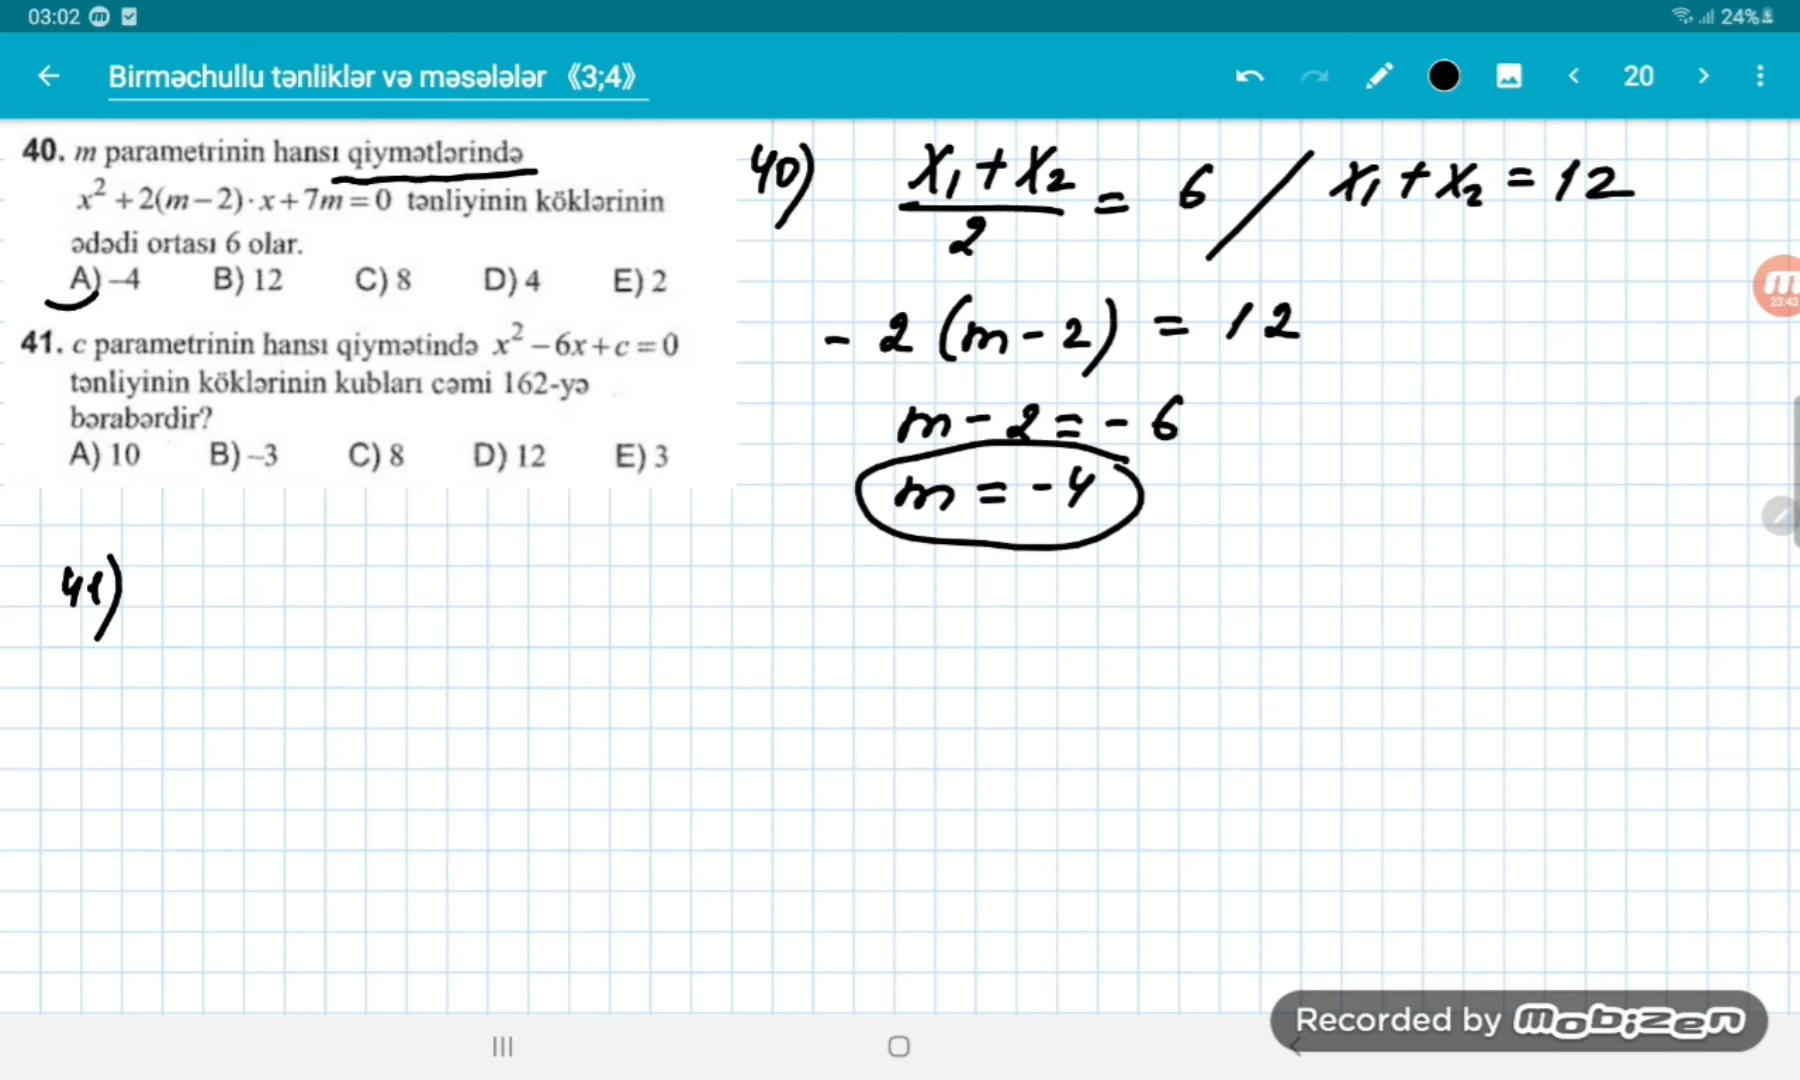 03:02
24%
Birməchullu tənliklər və məsələlər 《3;4》
20
40. m parametrinin hansı qiymətlərində
x² + 2(m − 2) · x + 7m = 0 tənliyinin köklərinin
ədədi ortası 6 olar.
A) −4 B) 12 C) 8 D) 4 E) 2
41. c parametrinin hansı qiymətində x² − 6x + c = 0
tənliyinin köklərinin kubları cəmi 162-yə
bərabərdir?
A) 10 B) −3 C) 8 D) 12 E) 3
40) (x₁ + x₂)/2 = 6 / x₁ + x₂ = 12
- 2 (m - 2) = 12
m - 2 = - 6
m = - 4
41)
23:43
Recorded by mobizen